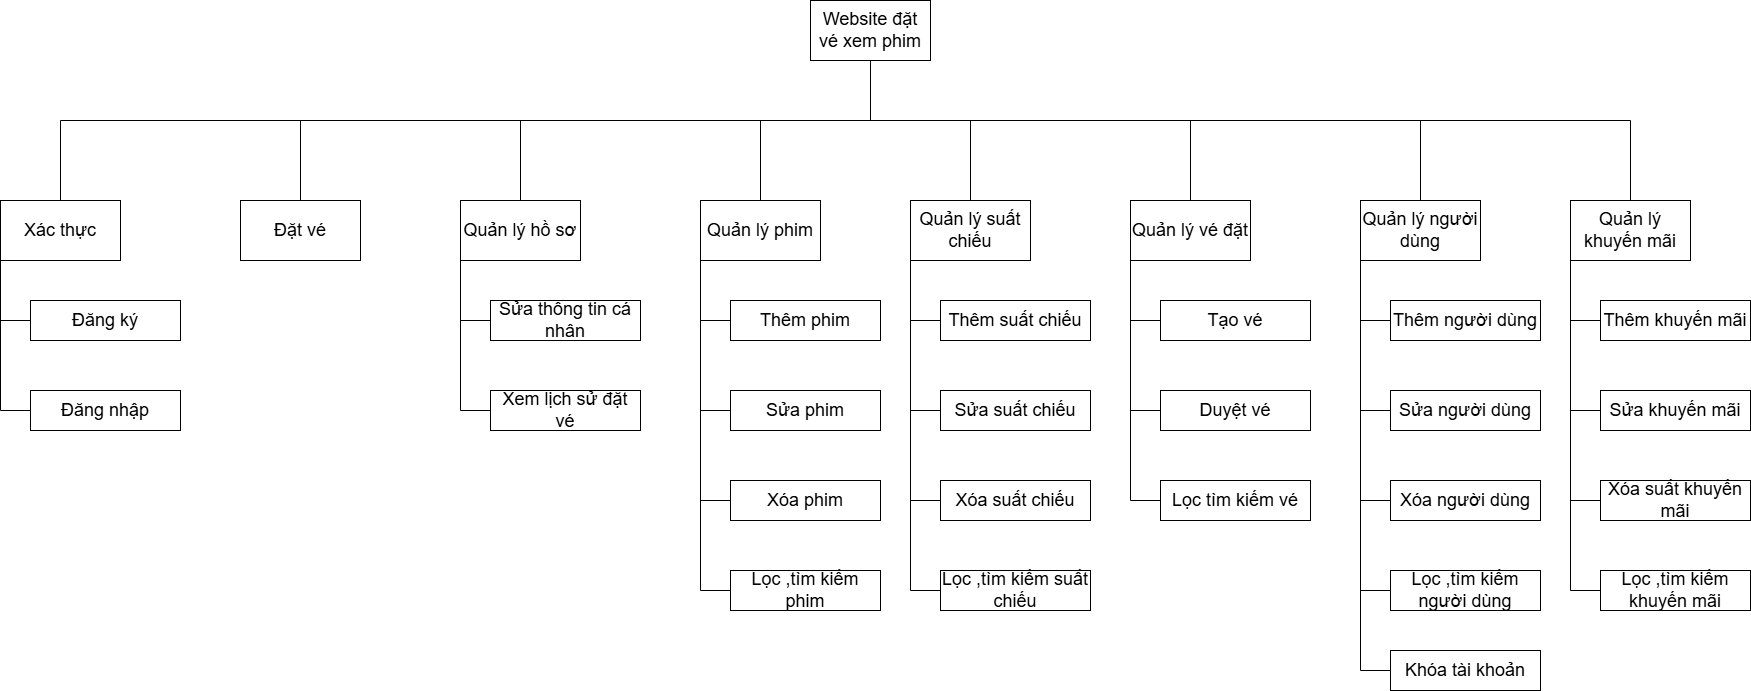 Website đặt
vé xem phim
Xác thực
Đặt vé
Quản lý hồ sơ
Quản lý phim
Quản lý suất
chiếu
Quản lý vé đặt
Quản lý người
dùng
Quản lý
khuyến mãi
Đăng ký
Đăng nhập
Sửa thông tin cá
nhân
Xem lịch sử đặt
vé
Thêm phim
Sửa phim
Xóa phim
Lọc ,tìm kiếm
phim
Thêm suất chiếu
Sửa suất chiếu
Xóa suất chiếu
Lọc ,tìm kiếm suất
chiếu
Tạo vé
Duyệt vé
Lọc tìm kiếm vé
Thêm người dùng
Sửa người dùng
Xóa người dùng
Lọc ,tìm kiếm
người dùng
Khóa tài khoản
Thêm khuyến mãi
Sửa khuyến mãi
Xóa suất khuyến
mãi
Lọc ,tìm kiếm
khuyến mãi